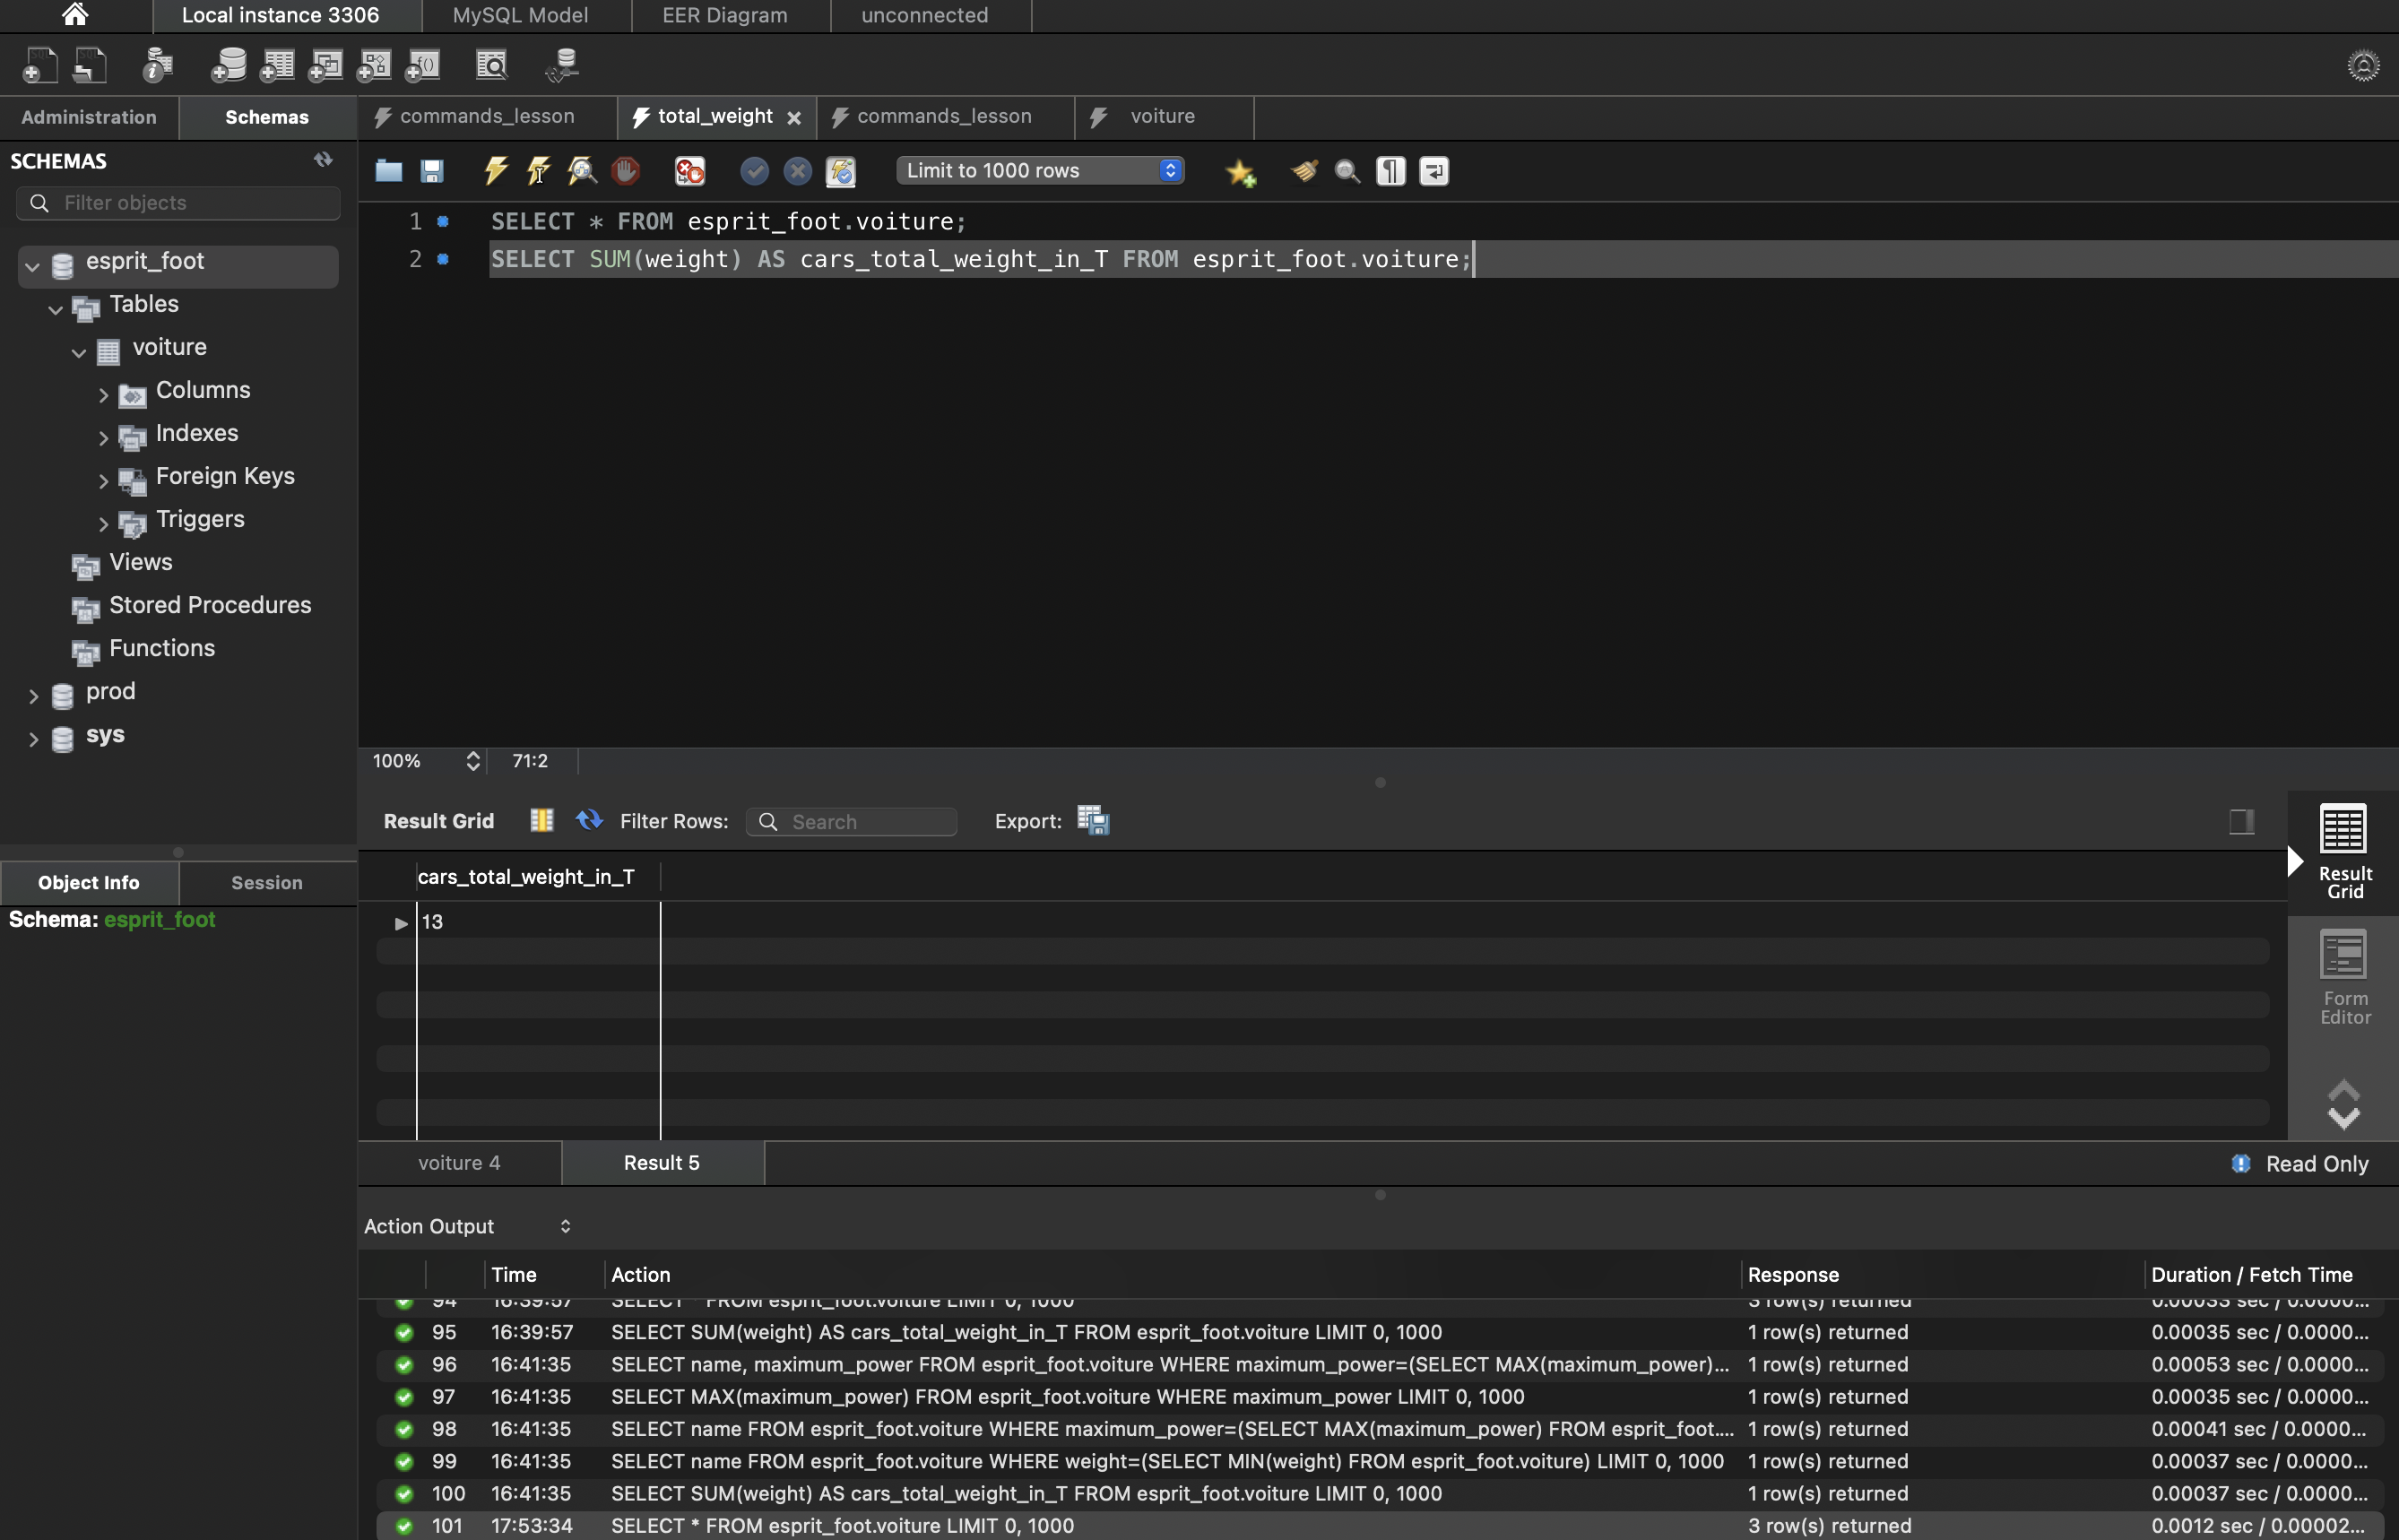 Local instance 3306 MySQL Model EER Diagram unconnected
Administration Schemas commands_lesson total_weight commands_lesson voiture
SCHEMAS
Limit to 1000 rows
Filter objects
1 SELECT * FROM esprit_foot.voiture;
2 SELECT SUM(weight) AS cars_total_weight_in_T FROM esprit_foot.voiture;
esprit_foot
Tables
voiture
Columns
Indexes
Foreign Keys
Triggers
Views
Stored Procedures
Functions
prod
sys
100% 71:2
Result Grid Filter Rows: Search Export:
Result
Grid
Form
Editor
cars_total_weight_in_T
13
Object Info Session
Schema: esprit_foot
voiture 4 Result 5 Read Only
Action Output
Time Action Response Duration / Fetch Time
94 16:39:57 SELECT * FROM esprit_foot.voiture LIMIT 0, 1000 3 row(s) returned 0.00033 sec / 0.0000...
95 16:39:57 SELECT SUM(weight) AS cars_total_weight_in_T FROM esprit_foot.voiture LIMIT 0, 1000 1 row(s) returned 0.00035 sec / 0.0000...
96 16:41:35 SELECT name, maximum_power FROM esprit_foot.voiture WHERE maximum_power=(SELECT MAX(maximum_power)... 1 row(s) returned 0.00053 sec / 0.0000...
97 16:41:35 SELECT MAX(maximum_power) FROM esprit_foot.voiture WHERE maximum_power LIMIT 0, 1000 1 row(s) returned 0.00035 sec / 0.0000...
98 16:41:35 SELECT name FROM esprit_foot.voiture WHERE maximum_power=(SELECT MAX(maximum_power) FROM esprit_foot.... 1 row(s) returned 0.00041 sec / 0.0000...
99 16:41:35 SELECT name FROM esprit_foot.voiture WHERE weight=(SELECT MIN(weight) FROM esprit_foot.voiture) LIMIT 0, 1000 1 row(s) returned 0.00037 sec / 0.0000...
100 16:41:35 SELECT SUM(weight) AS cars_total_weight_in_T FROM esprit_foot.voiture LIMIT 0, 1000 1 row(s) returned 0.00037 sec / 0.0000...
101 17:53:34 SELECT * FROM esprit_foot.voiture LIMIT 0, 1000 3 row(s) returned 0.0012 sec / 0.00002...